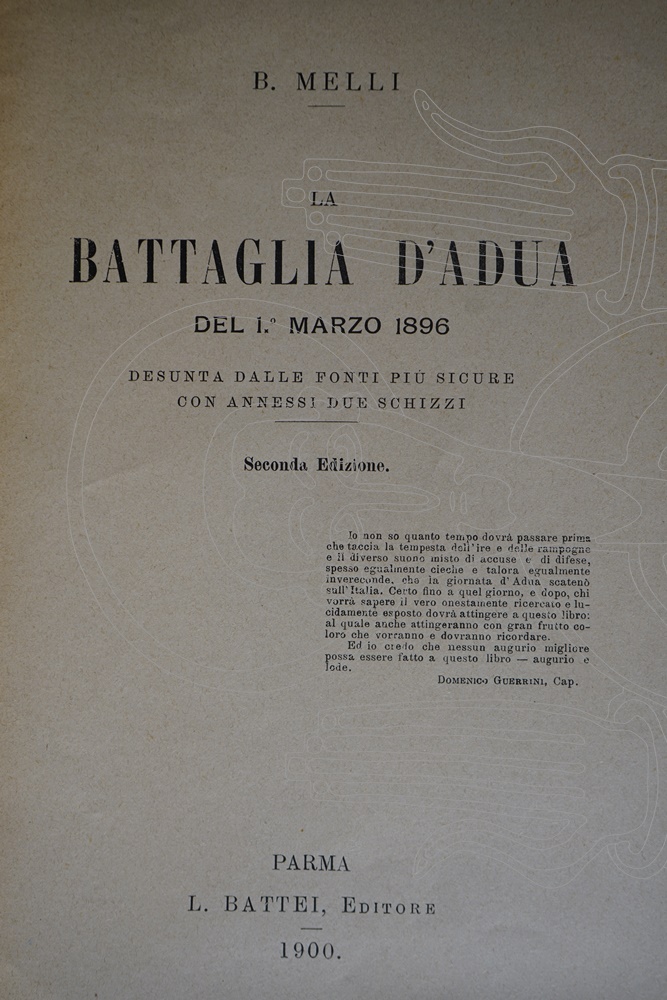 B. MELLI
LA
BATTAGLIA D'ADUA
DEL 1.º MARZO 1896
DESUNTA DALLE FONTI PIÙ SICURE
CON ANNESSI DUE SCHIZZI
Seconda Edizione.
Io non so quanto tempo dovrà passare prima
che taccia la tempesta dell'ire e delle rampogne
e il diverso suono misto di accuse e di difese,
spesso egualmente cieche e talora egualmente
invereconde, che la giornata d'Adua scatenò
sull'Italia. Certo fino a quel giorno, e dopo, chi
vorrà sapere il vero onestamente ricercato e lu-
cidamente esposto dovrà attingere a questo libro:
al quale anche attingeranno con gran frutto co-
loro che vorranno e dovranno ricordare.
Ed io credo che nessun augurio migliore
possa essere fatto a questo libro — augurio e
lode.
DOMENICO GUERRINI, Cap.
PARMA
L. BATTEI, EDITORE
1900.